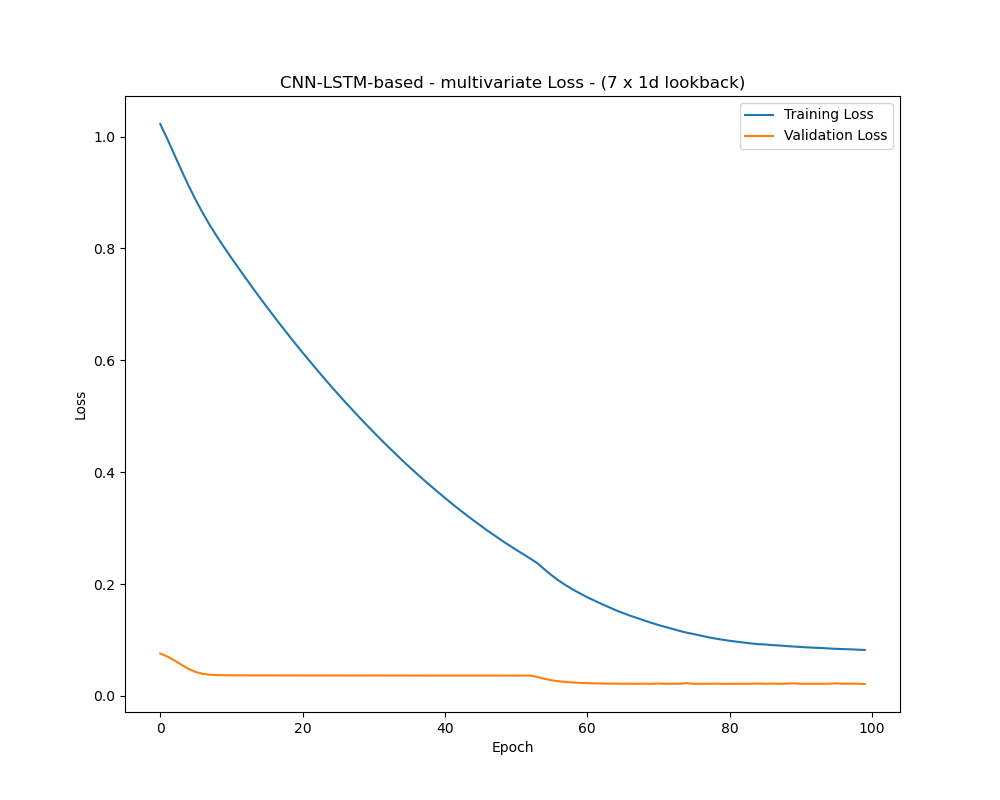 CNN-LSTM-based - multivariate Loss - (7 x 1d lookback)
Training Loss
Validation Loss
1.0
0.8
0.6
0.4
0.2
0.0
Loss
0
20
40
60
80
100
Epoch